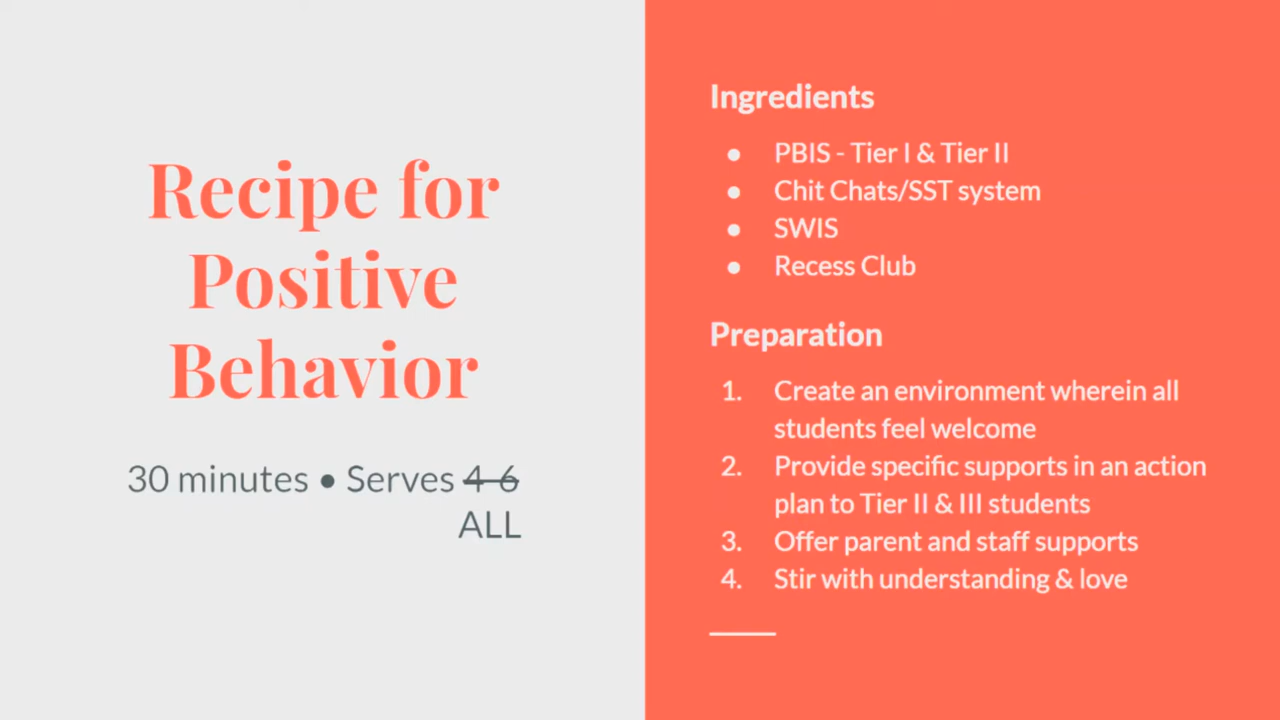 Recipe for
Positive
Behavior
30 minutes • Serves 4-6
ALL
Ingredients
● PBIS - Tier I & Tier II
● Chit Chats/SST system
● SWIS
● Recess Club
Preparation
1. Create an environment wherein all
students feel welcome
2. Provide specific supports in an action
plan to Tier II & III students
3. Offer parent and staff supports
4. Stir with understanding & love